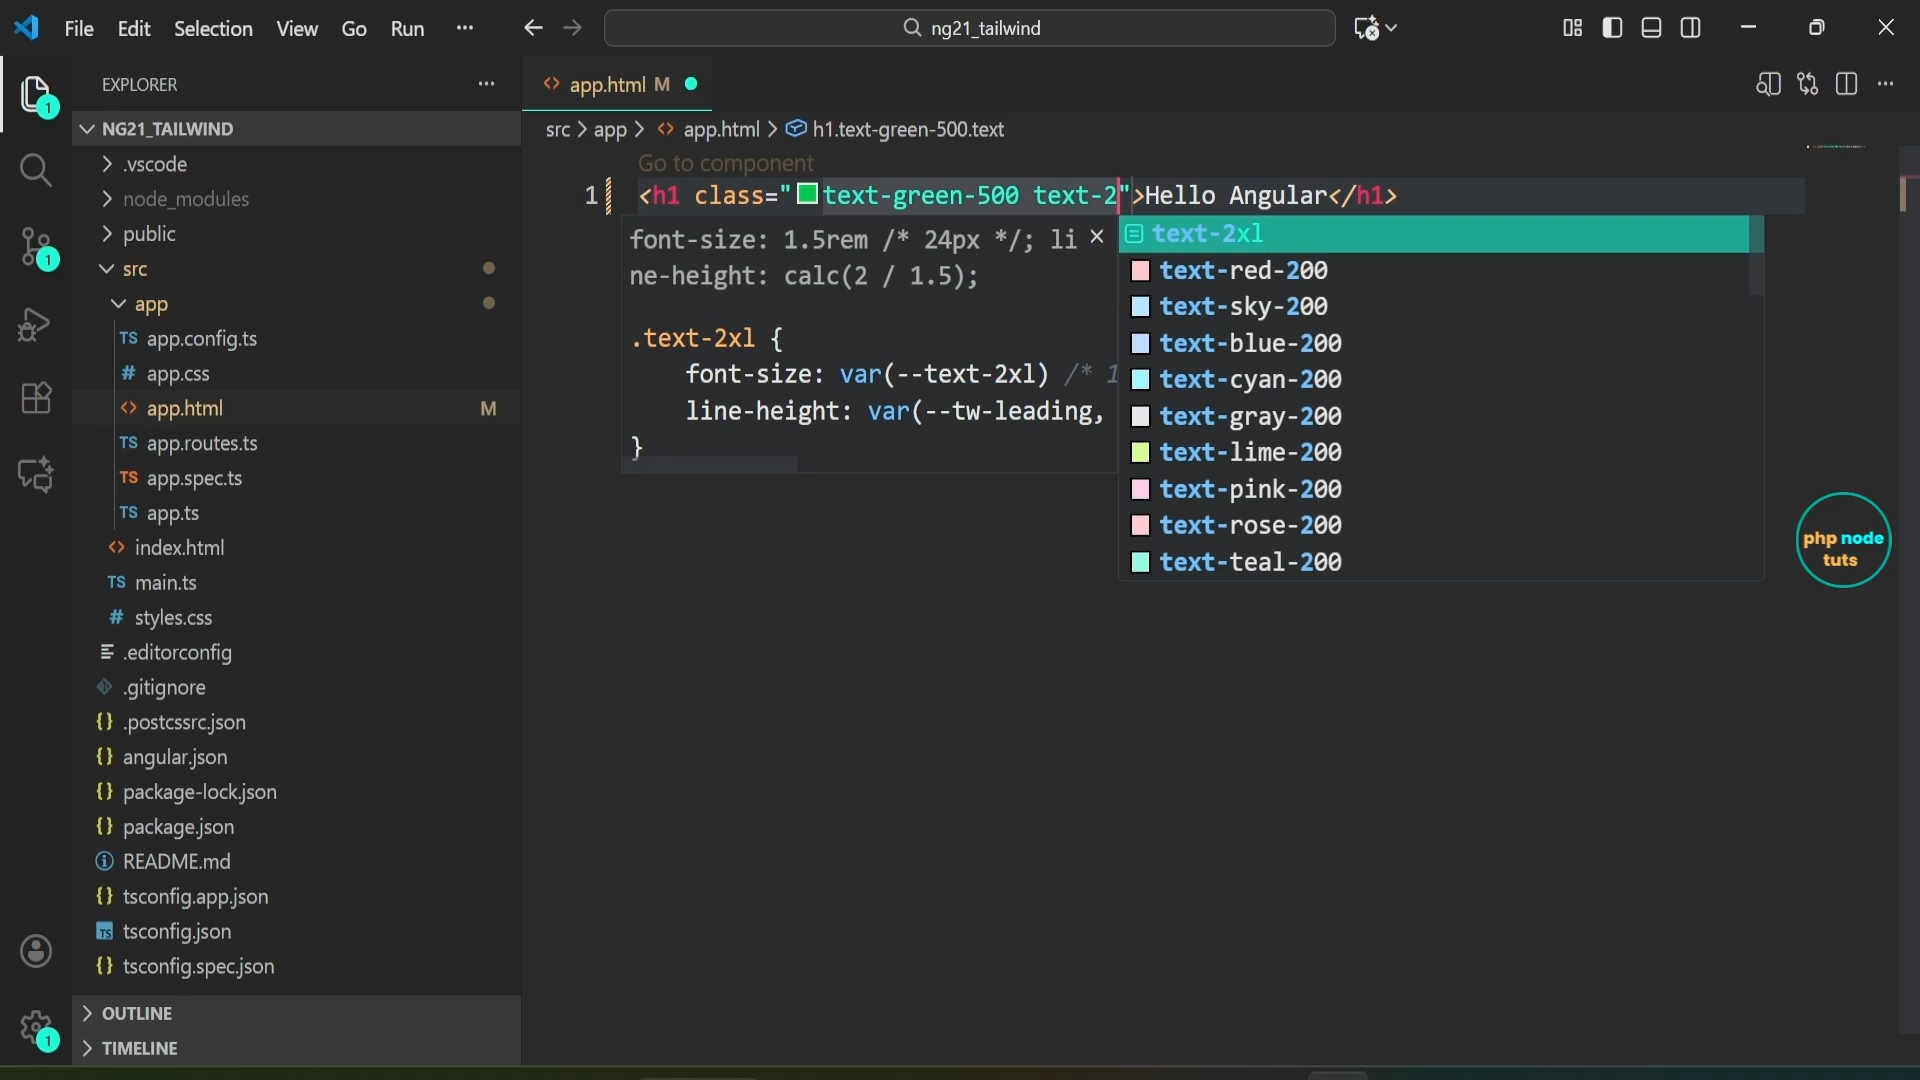 File Edit Selection View Go Run ··· ng21_tailwind
EXPLORER ···
NG21_TAILWIND
.vscode
node_modules
public
src
app
TS app.config.ts
# app.css
<> app.html M
TS app.routes.ts
TS app.spec.ts
TS app.ts
<> index.html
TS main.ts
# styles.css
.editorconfig
.gitignore
{} .postcssrc.json
{} angular.json
{} package-lock.json
{} package.json
README.md
{} tsconfig.app.json
TS tsconfig.json
{} tsconfig.spec.json
OUTLINE
TIMELINE
1
1
1
<> app.html M
src > app > <> app.html > h1.text-green-500.text
Go to component
1 <h1 class="text-green-500 text-2">Hello Angular</h1>
font-size: 1.5rem /* 24px */; li
ne-height: calc(2 / 1.5);
.text-2xl {
font-size: var(--text-2xl) /* 1
line-height: var(--tw-leading,
}
text-2xl
text-red-200
text-sky-200
text-blue-200
text-cyan-200
text-gray-200
text-lime-200
text-pink-200
text-rose-200
text-teal-200
php node
tuts